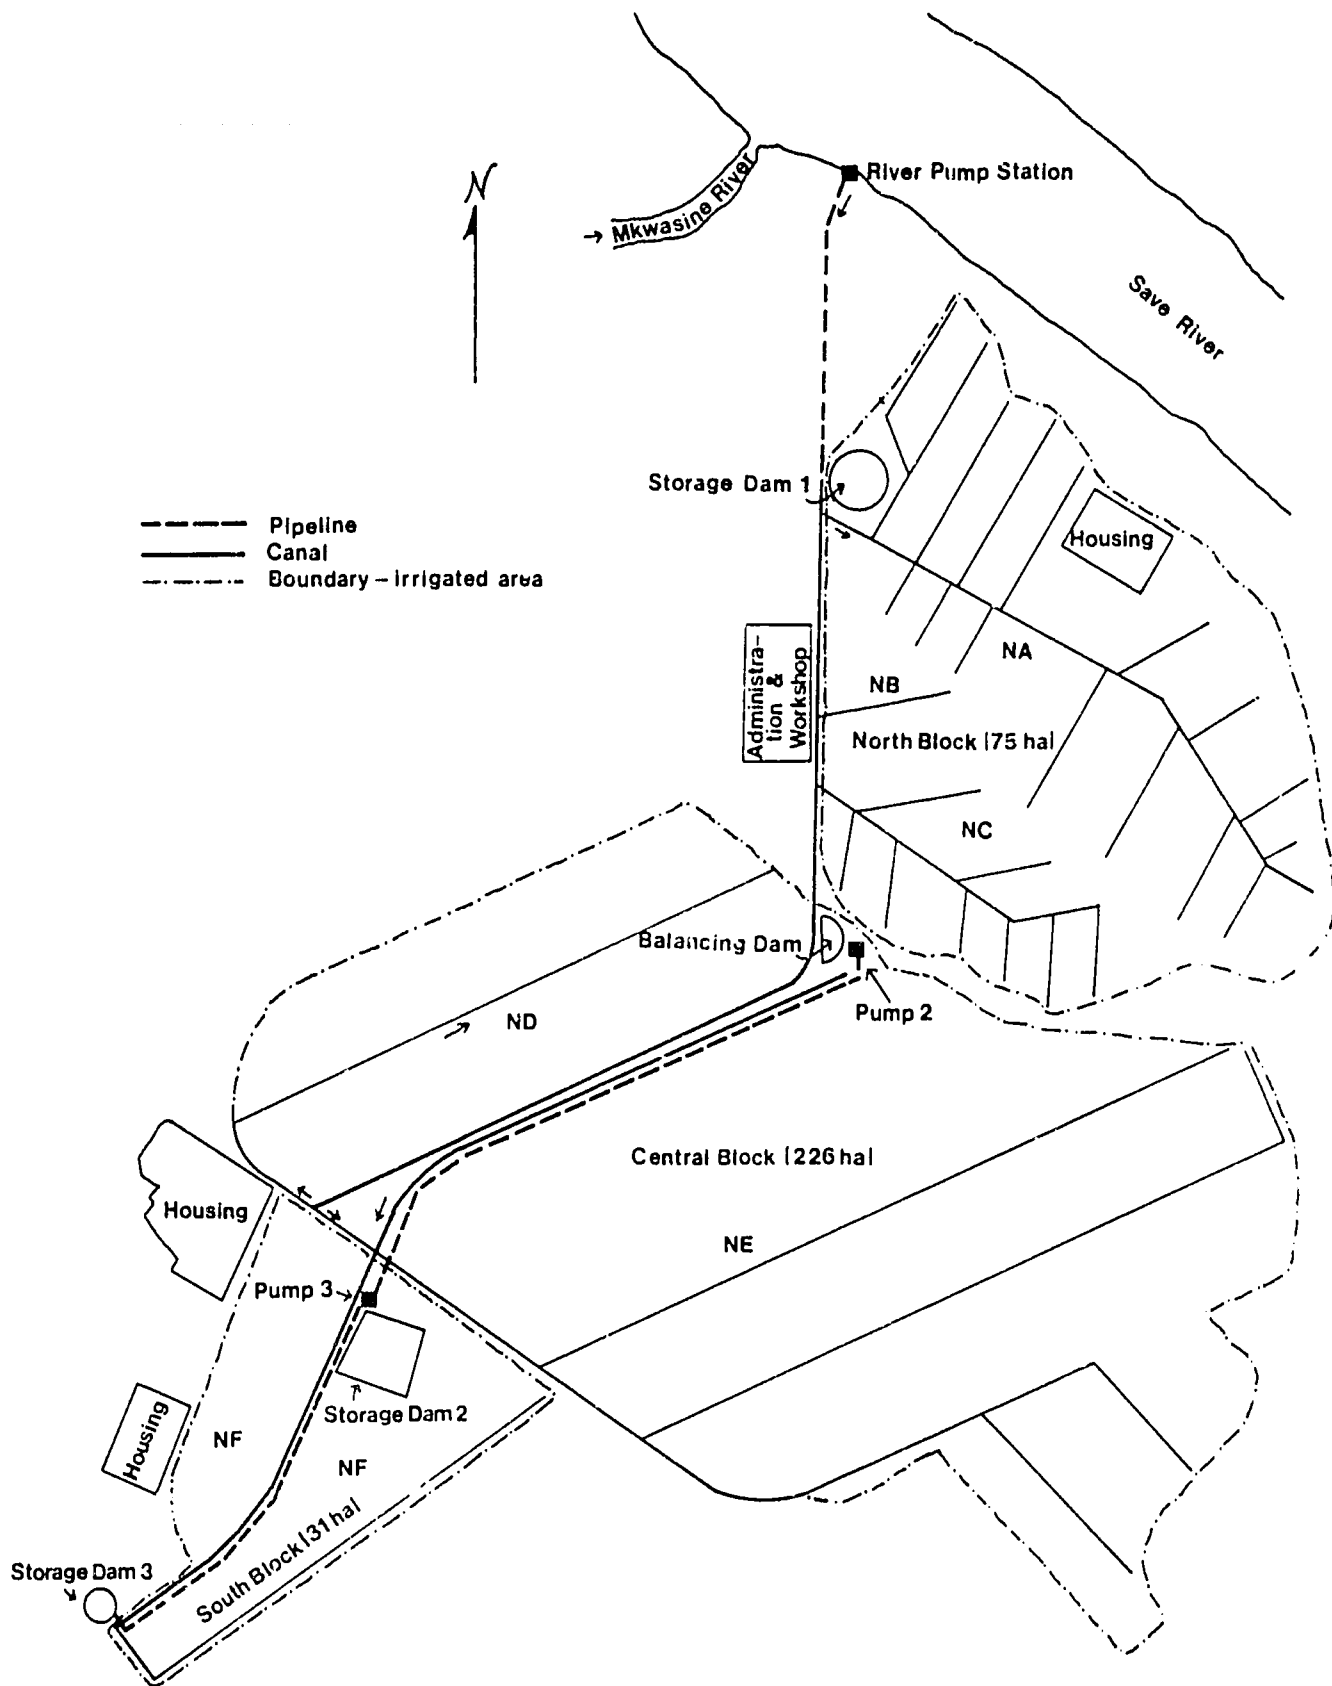 N
River Pump Station
Mkwasine River
Save River
Storage Dam 1
Pipeline
Canal
Boundary – irrigated area
Housing
Administra-
tion &
Workshop
NA
NB
North Block (75 ha)
NC
Balancing Dam
Pump 2
ND
Central Block (226 ha)
Housing
NE
Pump 3
Storage Dam 2
Housing
NF
NF
South Block (31 ha)
Storage Dam 3